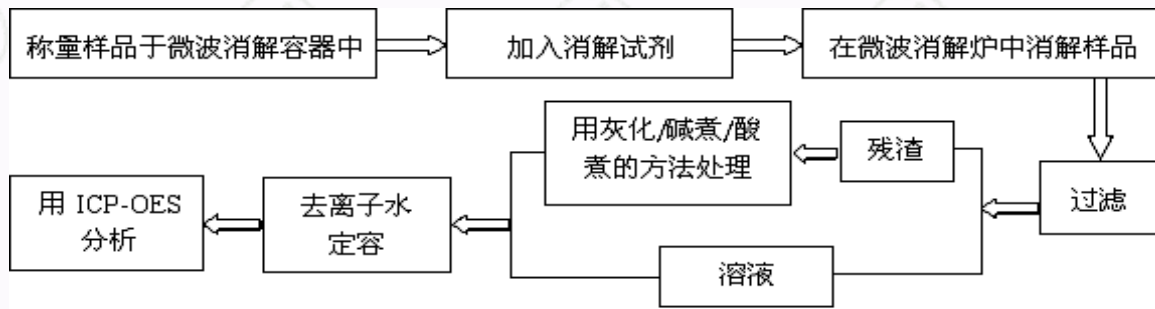 称量样品于微波消解容器中
加入消解试剂
在微波消解炉中消解样品
过滤
残渣
用灰化/碱煮/酸
煮的方法处理
溶液
去离子水
定容
用 ICP-OES
分析